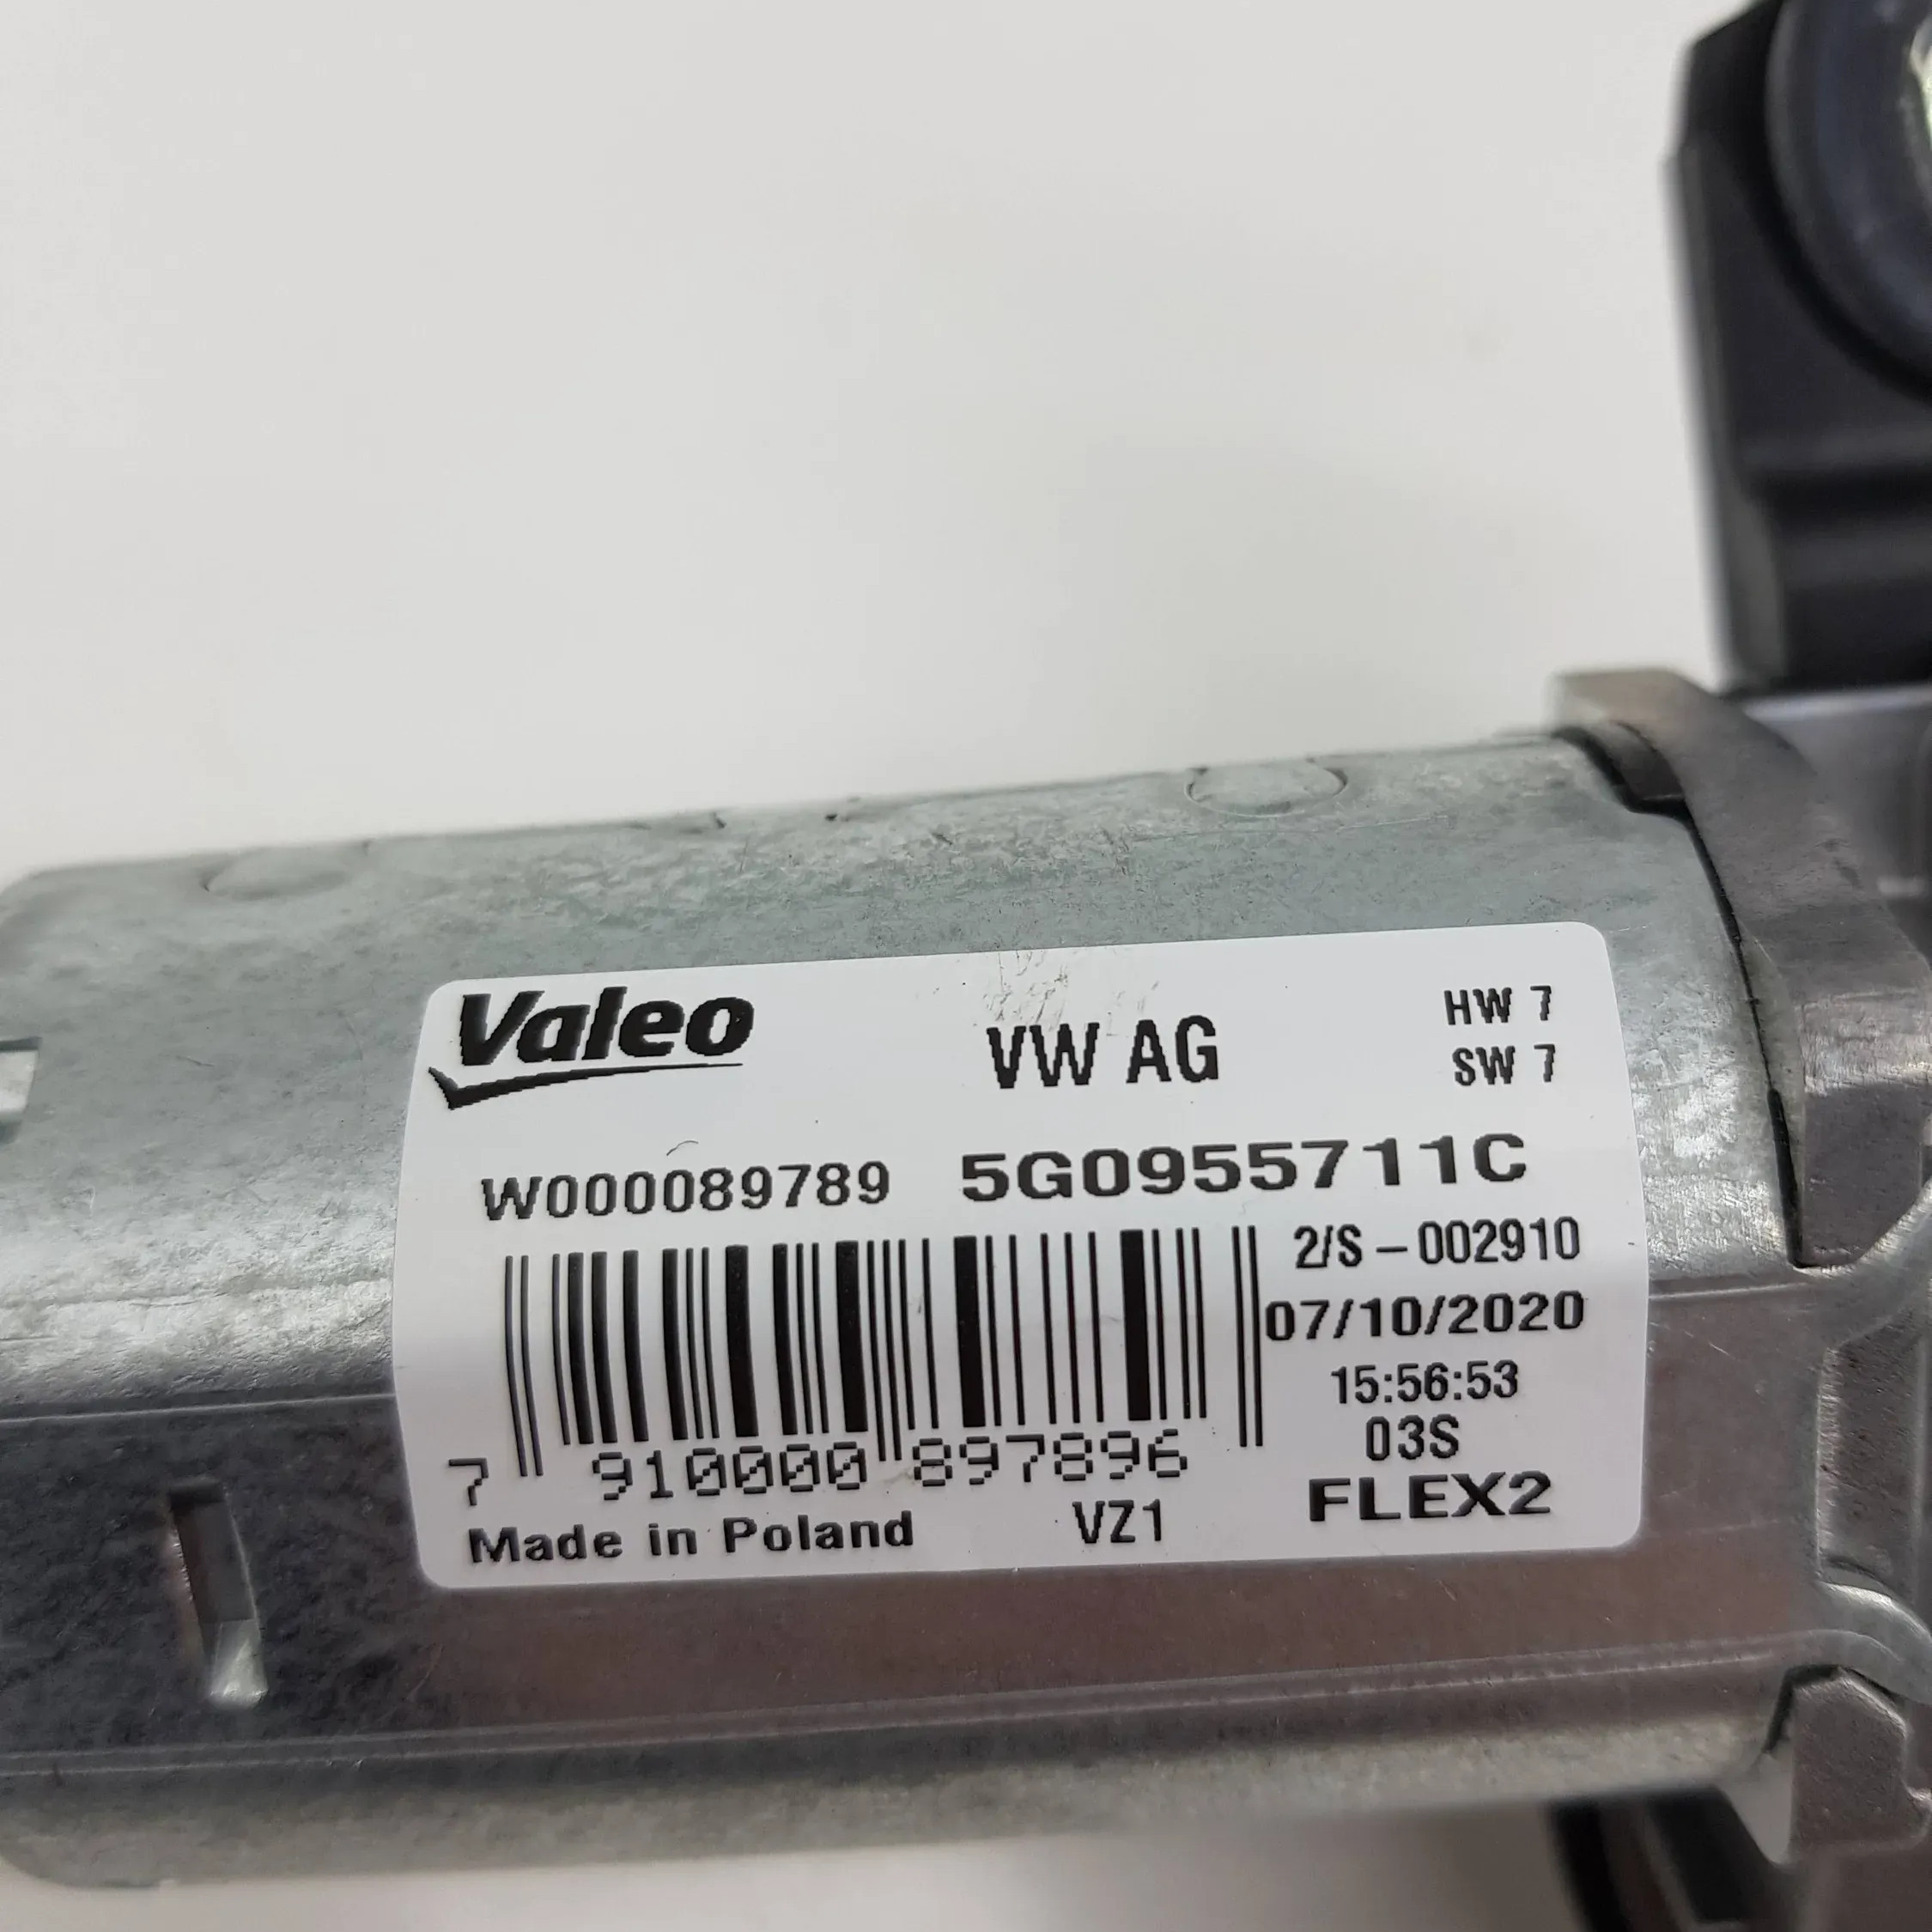 Valeo VW AG HW 7
SW 7
W000089789 5G0955711C
2/S - 002910
07/10/2020
15:56:53
03S
7 910000 897896
FLEX2
Made in Poland VZ1